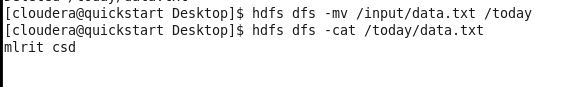 [cloudera@quickstart Desktop]$ hdfs dfs -mv /input/data.txt /today
[cloudera@quickstart Desktop]$ hdfs dfs -cat /today/data.txt
mlrit csd